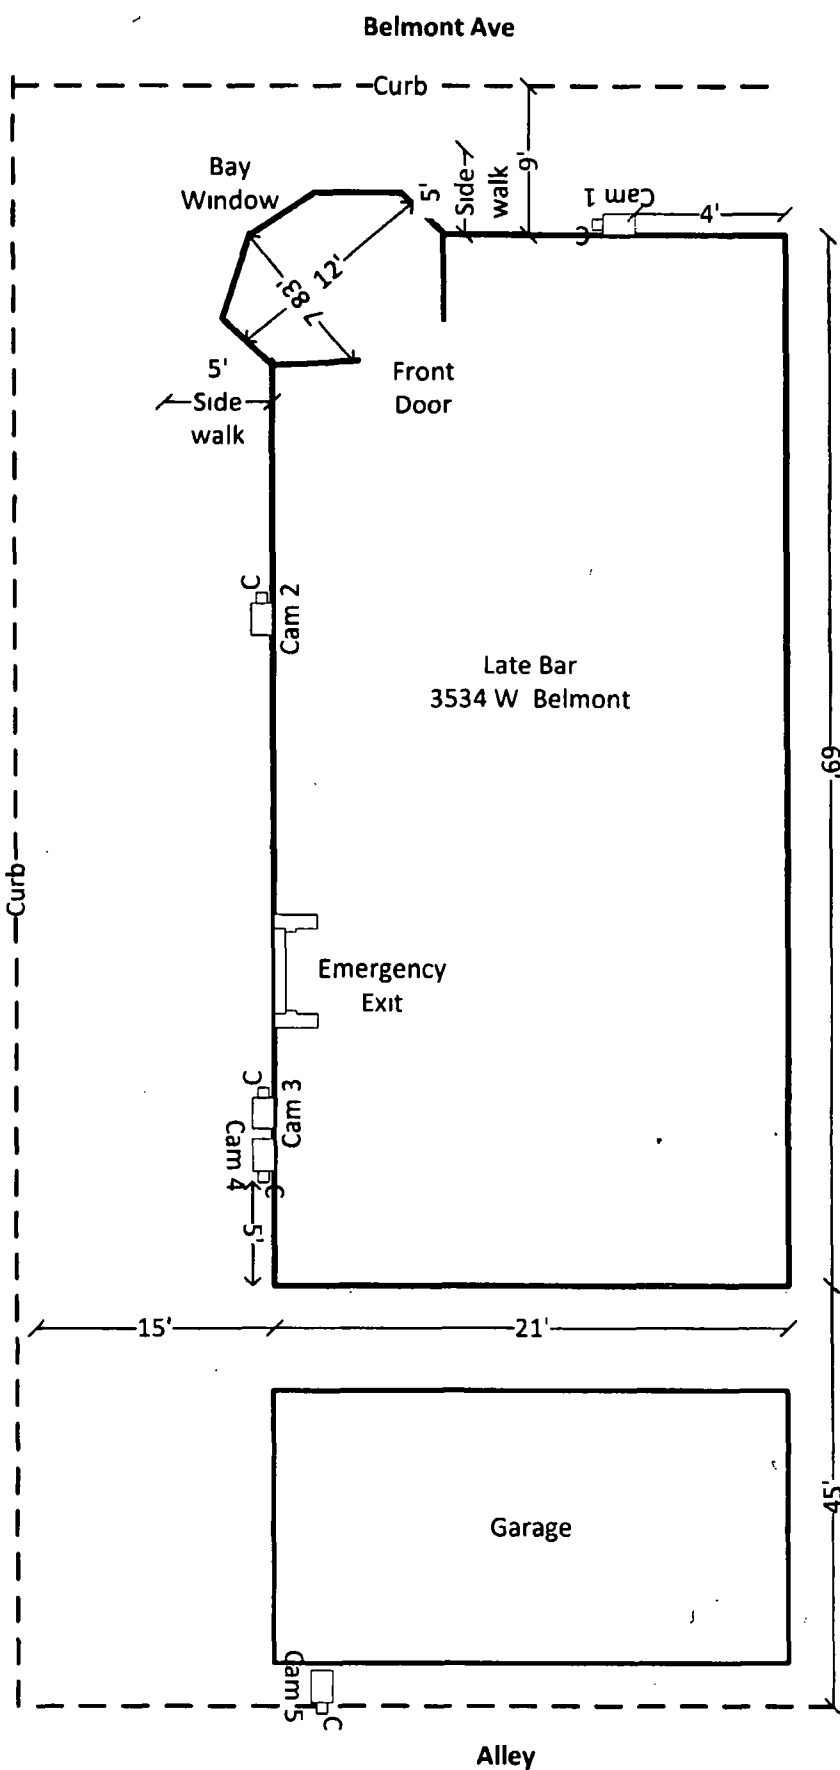 Belmont Ave
Curb
Bay
Window
5'
Side
walk
9'
Cam 1
4'
12'
7 83'
5'
Side
walk
Front
Door
Cam 2
Late Bar
3534 W Belmont
69'
Curb
Emergency
Exit
Cam 3
Cam 4
5'
15'
21'
Garage
45'
Cam 5
Alley